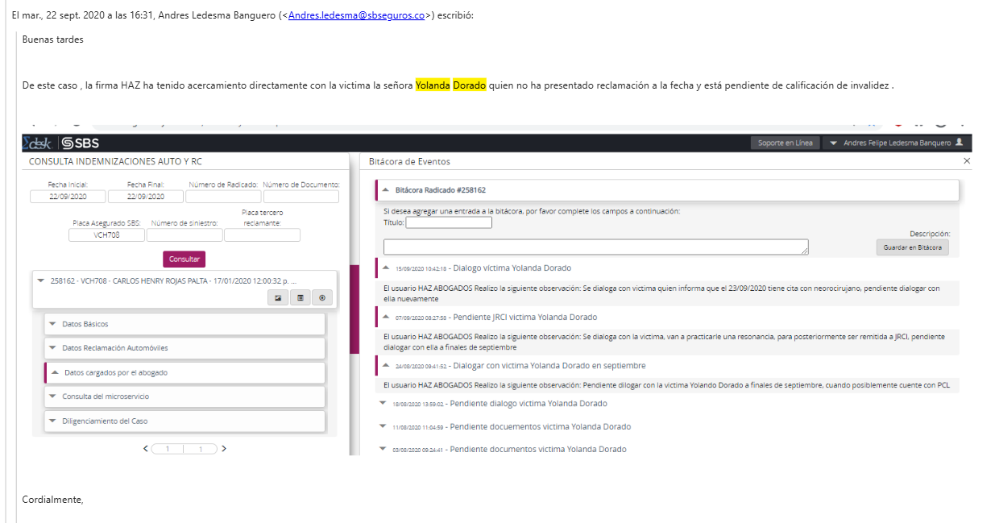 El mar., 22 sept. 2020 a las 16:31, Andres Ledesma Banguero (<Andres.ledesma@sbseguros.co>) escribió:
Buenas tardes
De este caso , la firma HAZ ha tenido acercamiento directamente con la victima la señora Yolanda Dorado quien no ha presentado reclamación a la fecha y está pendiente de calificación de invalidez .
Σdesk SBS
Soporte en Línea
Andres Felipe Ledesma Banquero
CONSULTA INDEMNIZACIONES AUTO Y RC
Fecha Inicial: Fecha Final: Número de Radicado: Número de Documento:
22/09/2020 22/09/2020
Placa Asegurado SBS: Número de siniestro: Placa tercero reclamante:
VCH708
Consultar
258162 - VCH708 - CARLOS HENRY ROJAS PALTA - 17/01/2020 12:00:32 p. ...
Datos Básicos
Datos Reclamación Automóviles
Datos cargados por el abogado
Consulta del microservicio
Diligenciamiento del Caso
< 1 1 >
Bitácora de Eventos
Bitácora Radicado #258162
Si desea agregar una entrada a la bitácora, por favor complete los campos a continuación:
Título:
Descripción:
Guardar en Bitácora
15/09/2020 10:42:18 - Dialogo víctima Yolanda Dorado
El usuario HAZ ABOGADOS Realizo la siguiente observación: Se dialoga con victima quien informa que el 23/09/2020 tiene cita con neorocirujano, pendiente dialogar con
ella nuevamente
07/09/2020 08:27:58 - Pendiente JRCI victima Yolanda Dorado
El usuario HAZ ABOGADOS Realizo la siguiente observación: Se dialoga con la victima, van a practicarle una resonancia, para posteriormente ser remitida a JRCI, pendiente
dialogar con ella a finales de septiembre
24/08/2020 09:41:52 - Dialogar con victima Yolanda Dorado en septiembre
El usuario HAZ ABOGADOS Realizo la siguiente observación: Pendiente dilogar con la víctima Yolando Dorado a finales de septiembre, cuando posiblemente cuente con PCL
18/08/2020 13:59:02 - Pendiente dialogo victima Yolanda Dorado
11/08/2020 11:04:59 - Pendiente docuementos victima Yolanda Dorado
03/08/2020 09:24:41 - Pendiente documentos victima Yolanda Dorado
Cordialmente,